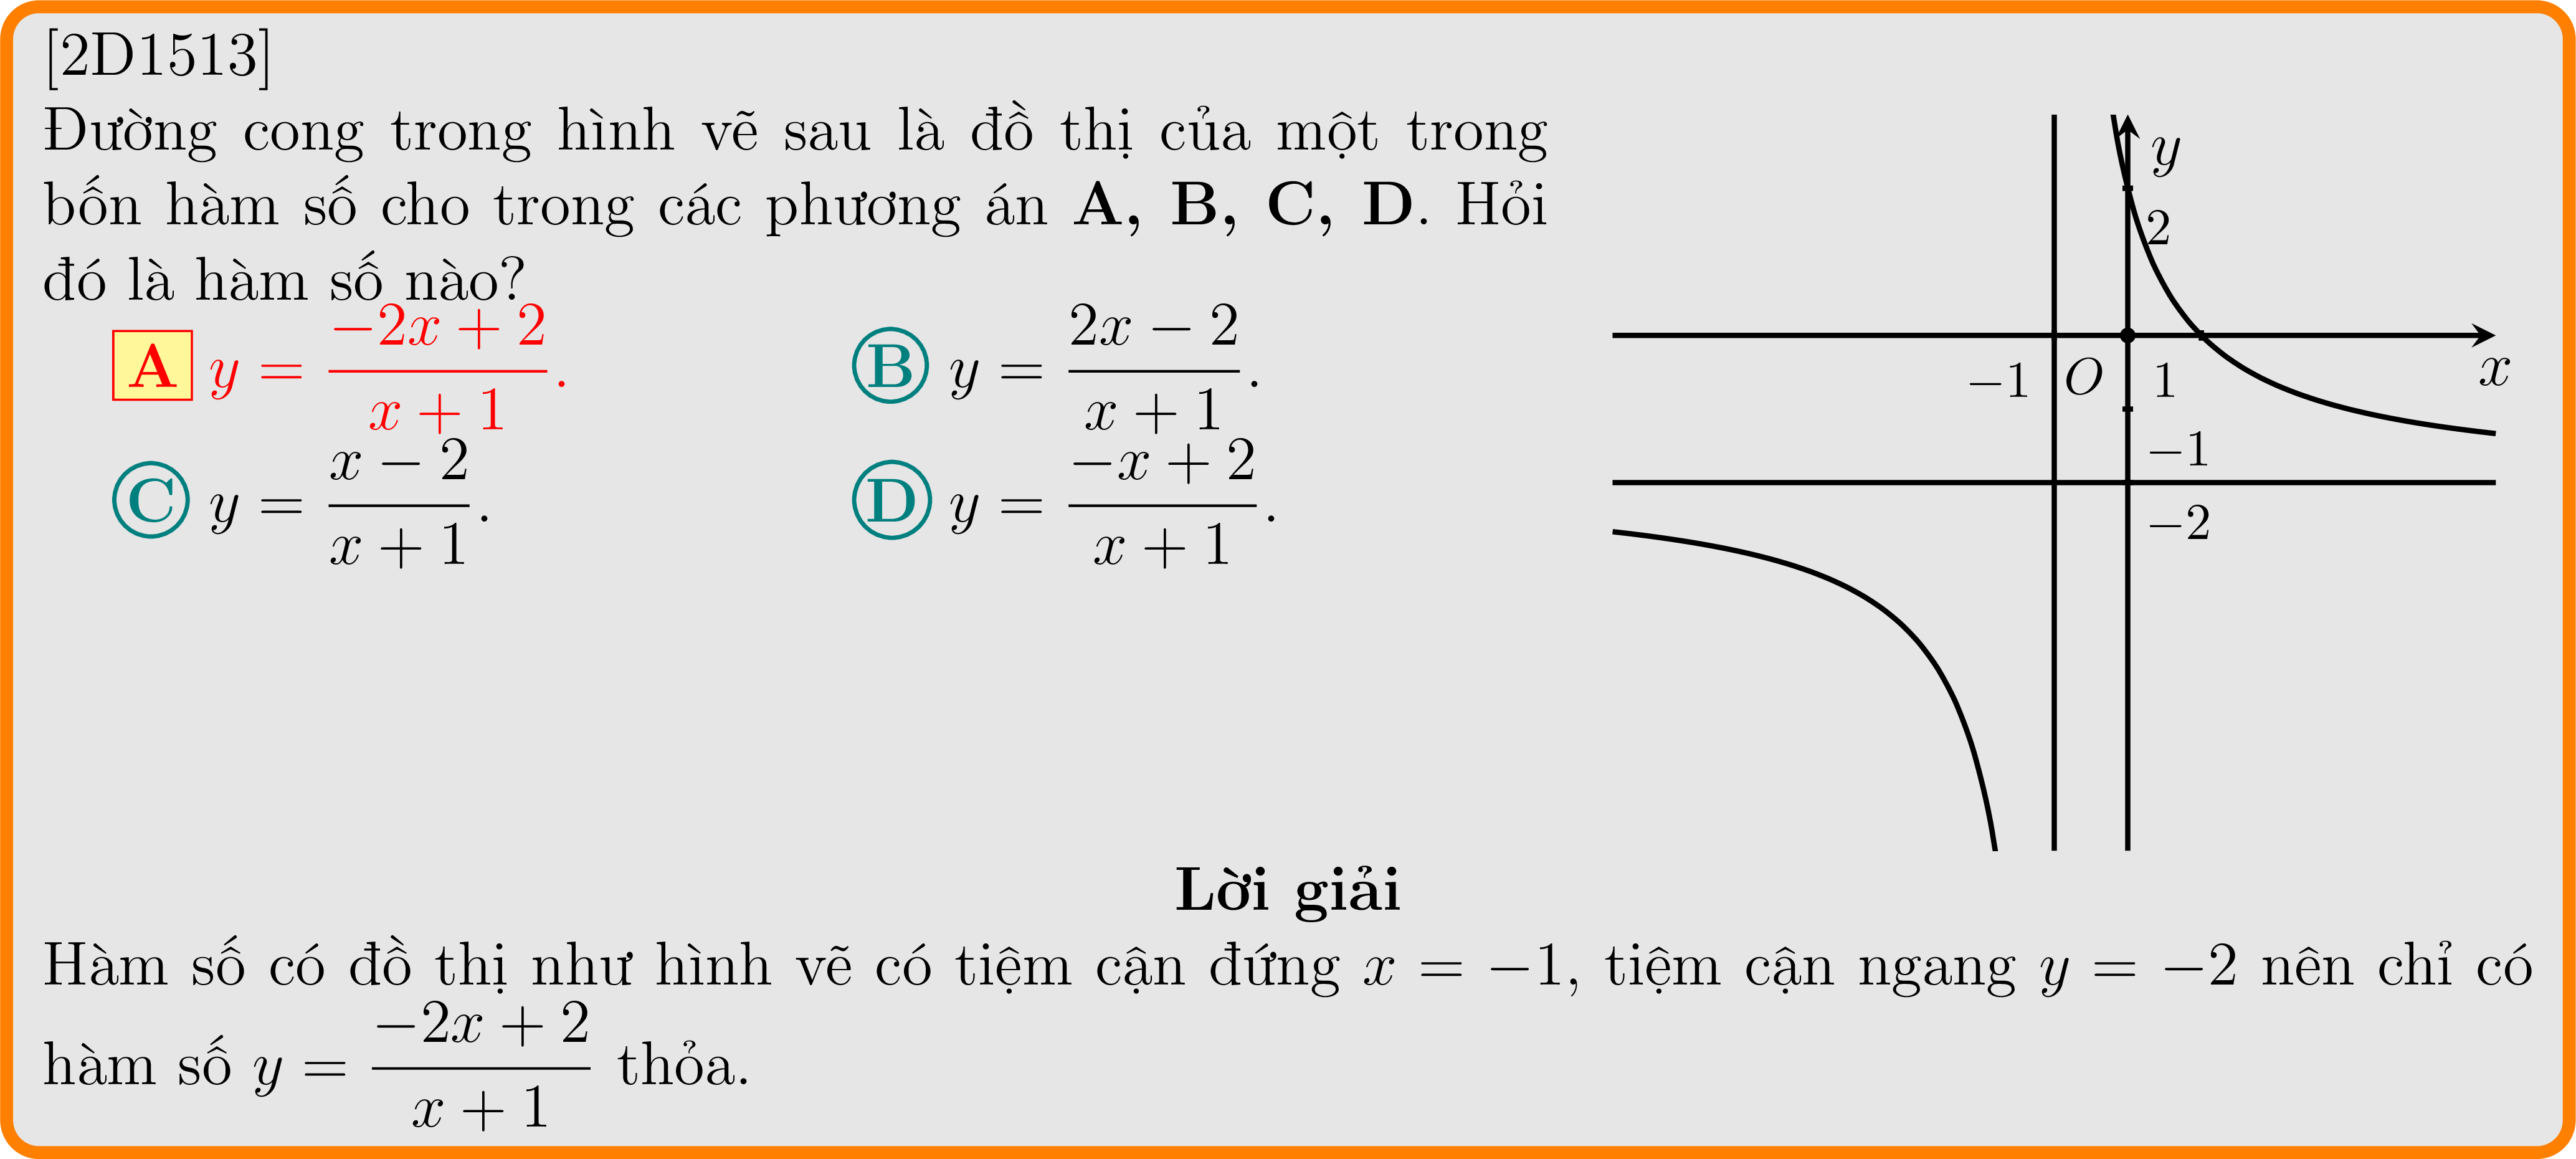 [2D1513]
Đường cong trong hình vẽ sau là đồ thị của một trong
bốn hàm số cho trong các phương án A, B, C, D. Hỏi
đó là hàm số nào?
A y = \frac{-2x + 2}{x + 1}.
B y = \frac{2x - 2}{x + 1}.
C y = \frac{x - 2}{x + 1}.
D y = \frac{-x + 2}{x + 1}.
y
2
−1 O 1 x
−1
−2
Lời giải
Hàm số có đồ thị như hình vẽ có tiệm cận đứng x = −1, tiệm cận ngang y = −2 nên chỉ có
hàm số y = \frac{-2x + 2}{x + 1} thỏa.